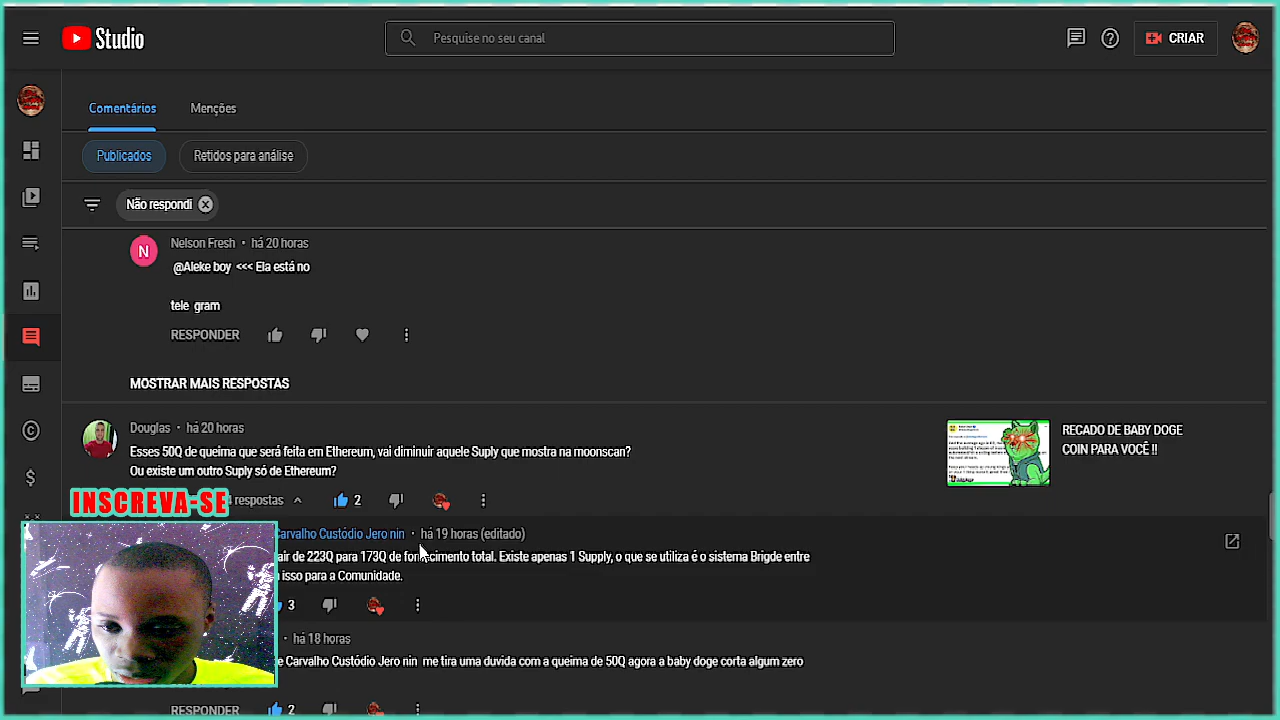 Studio
Pesquise no seu canal
CRIAR
Comentários
Menções
Publicados
Retidos para análise
Não respondi
Nelson Fresh • há 20 horas
@Aleke boy <<< Ela está no
tele gram
RESPONDER
MOSTRAR MAIS RESPOSTAS
Douglas • há 20 horas
Esses 50Q de queima quando feita em Ethereum, vai diminuir aquele Suply que mostra na moonscan?
Ou existe um outro Suply só de Ethereum?
RECADO DE BABY DOGE
COIN PARA VOCÊ !!
respostas
2
INSCREVA-SE
Carvalho Custódio Jero nin • há 19 horas (editado)
air de 223Q para 173Q de fornecimento total. Existe apenas 1 Supply, o que se utiliza é o sistema Brigde entre
isso para a Comunidade.
3
• há 18 horas
e Carvalho Custódio Jero nin me tira uma duvida com a queima de 50Q agora a baby doge corta algum zero
RESPONDER
2